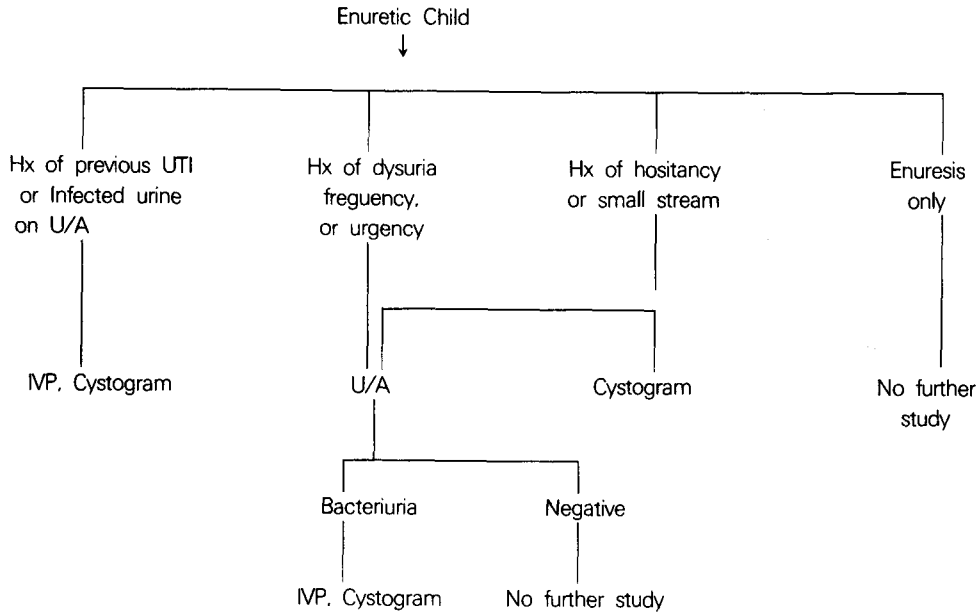 Enuretic Child
Hx of previous UTI
or Infected urine
on U/A
Hx of dysuria
freguency,
or urgency
Hx of hositancy
or small stream
Enuresis
only
IVP, Cystogram
U/A
Cystogram
No further
study
Bacteriuria
Negative
IVP, Cystogram
No further study